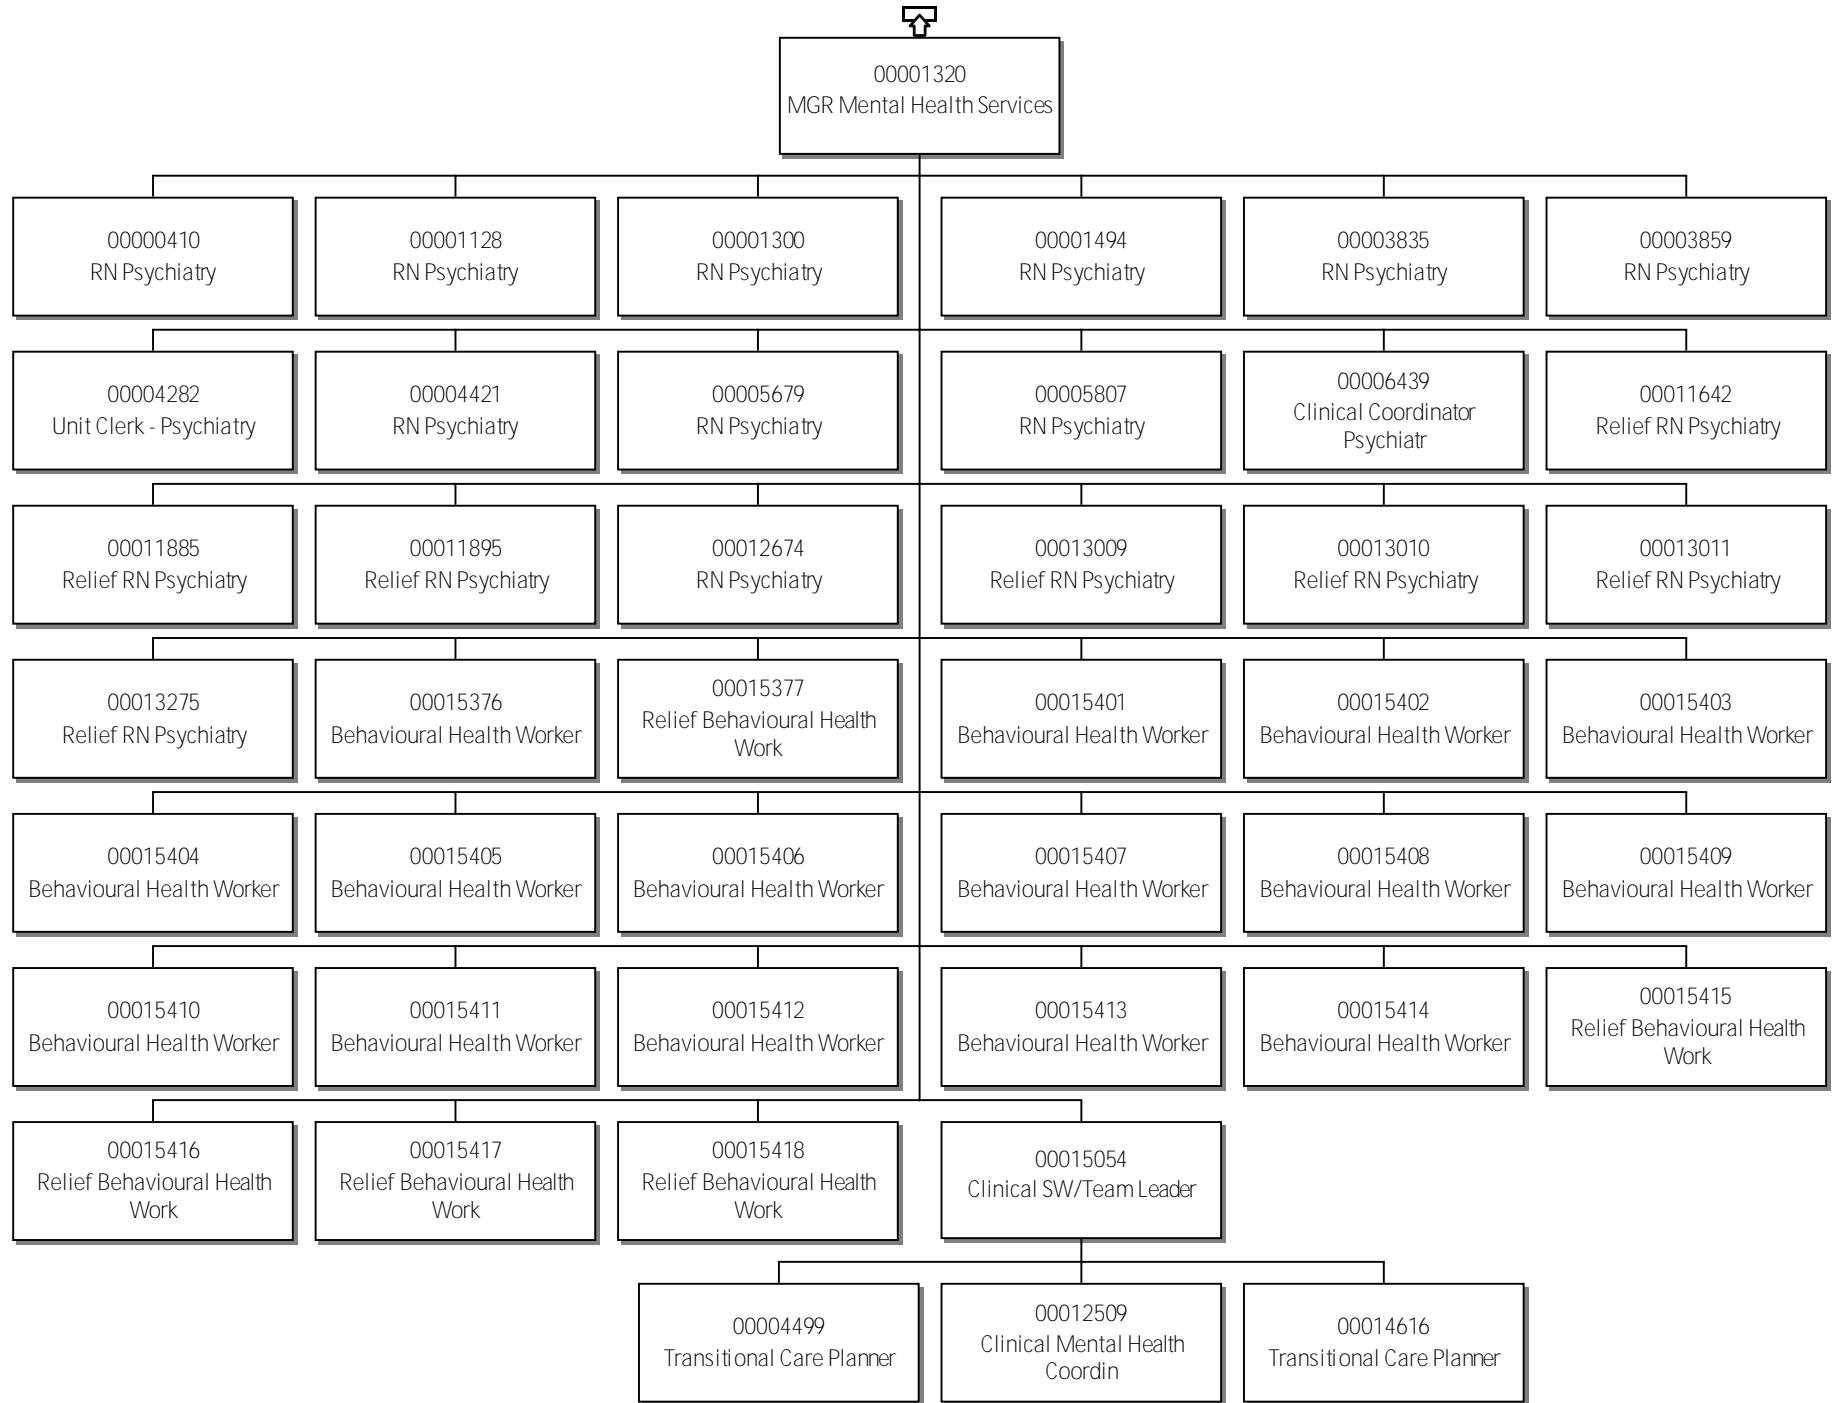 00001320
MGR Mental Health Services
00000410
RN Psychiatry
00001128
RN Psychiatry
00001300
RN Psychiatry
00001494
RN Psychiatry
00003835
RN Psychiatry
00003859
RN Psychiatry
00004282
Unit Clerk - Psychiatry
00004421
RN Psychiatry
00005679
RN Psychiatry
00005807
RN Psychiatry
00006439
Clinical Coordinator
Psychiatr
00011642
Relief RN Psychiatry
00011885
Relief RN Psychiatry
00011895
Relief RN Psychiatry
00012674
RN Psychiatry
00013009
Relief RN Psychiatry
00013010
Relief RN Psychiatry
00013011
Relief RN Psychiatry
00013275
Relief RN Psychiatry
00015376
Behavioural Health Worker
00015377
Relief Behavioural Health
Work
00015401
Behavioural Health Worker
00015402
Behavioural Health Worker
00015403
Behavioural Health Worker
00015404
Behavioural Health Worker
00015405
Behavioural Health Worker
00015406
Behavioural Health Worker
00015407
Behavioural Health Worker
00015408
Behavioural Health Worker
00015409
Behavioural Health Worker
00015410
Behavioural Health Worker
00015411
Behavioural Health Worker
00015412
Behavioural Health Worker
00015413
Behavioural Health Worker
00015414
Behavioural Health Worker
00015415
Relief Behavioural Health
Work
00015416
Relief Behavioural Health
Work
00015417
Relief Behavioural Health
Work
00015418
Relief Behavioural Health
Work
00015054
Clinical SW/Team Leader
00004499
Transitional Care Planner
00012509
Clinical Mental Health
Coordin
00014616
Transitional Care Planner